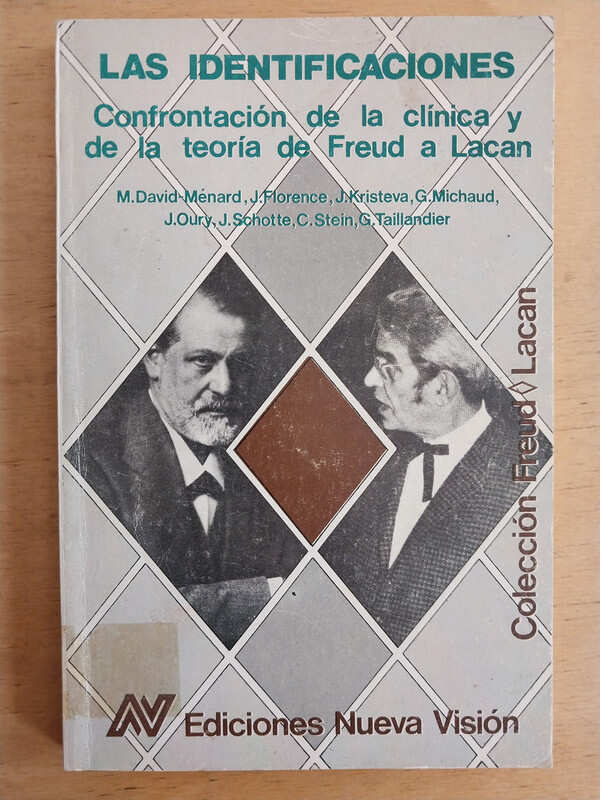 LAS IDENTIFICACIONES
Confrontación de la clínica y
de la teoría de Freud a Lacan
M.David-Ménard, J.Florence, J.Kristeva, G.Michaud,
J.Oury, J.Schotte, C.Stein, G.Taillandier
Colección Freud◊Lacan
NV Ediciones Nueva Visión